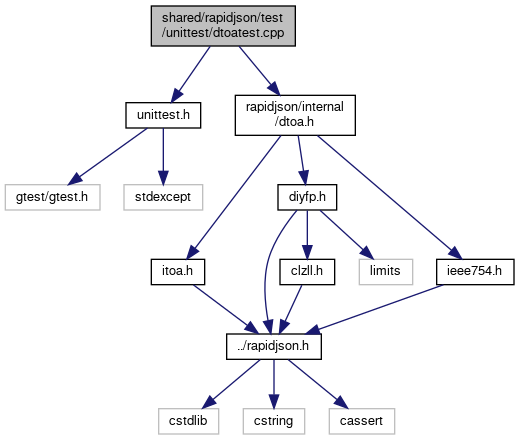 shared/rapidjson/test
/unittest/dtoatest.cpp
unittest.h
rapidjson/internal
/dtoa.h
gtest/gtest.h
stdexcept
diyfp.h
itoa.h
clzll.h
limits
ieee754.h
../rapidjson.h
cstdlib
cstring
cassert